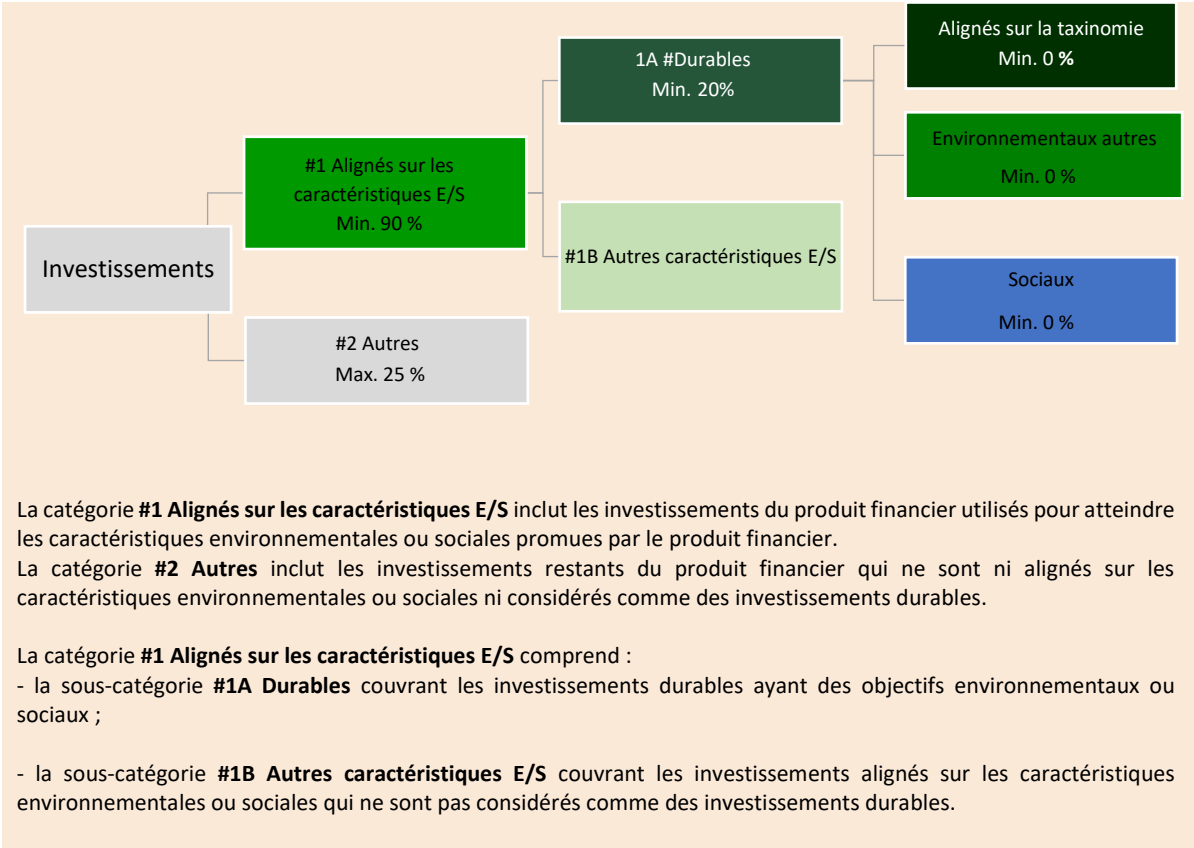 Alignés sur la taxinomie
Min. 0 %
1A #Durables
Min. 20%
Environnementaux autres
Min. 0 %
#1 Alignés sur les
caractéristiques E/S
Min. 90 %
#1B Autres caractéristiques E/S
Investissements
Sociaux
Min. 0 %
#2 Autres
Max. 25 %
La catégorie #1 Alignés sur les caractéristiques E/S inclut les investissements du produit financier utilisés pour atteindre
les caractéristiques environnementales ou sociales promues par le produit financier.
La catégorie #2 Autres inclut les investissements restants du produit financier qui ne sont ni alignés sur les
caractéristiques environnementales ou sociales ni considérés comme des investissements durables.
La catégorie #1 Alignés sur les caractéristiques E/S comprend :
- la sous-catégorie #1A Durables couvrant les investissements durables ayant des objectifs environnementaux ou
sociaux ;
- la sous-catégorie #1B Autres caractéristiques E/S couvrant les investissements alignés sur les caractéristiques
environnementales ou sociales qui ne sont pas considérés comme des investissements durables.